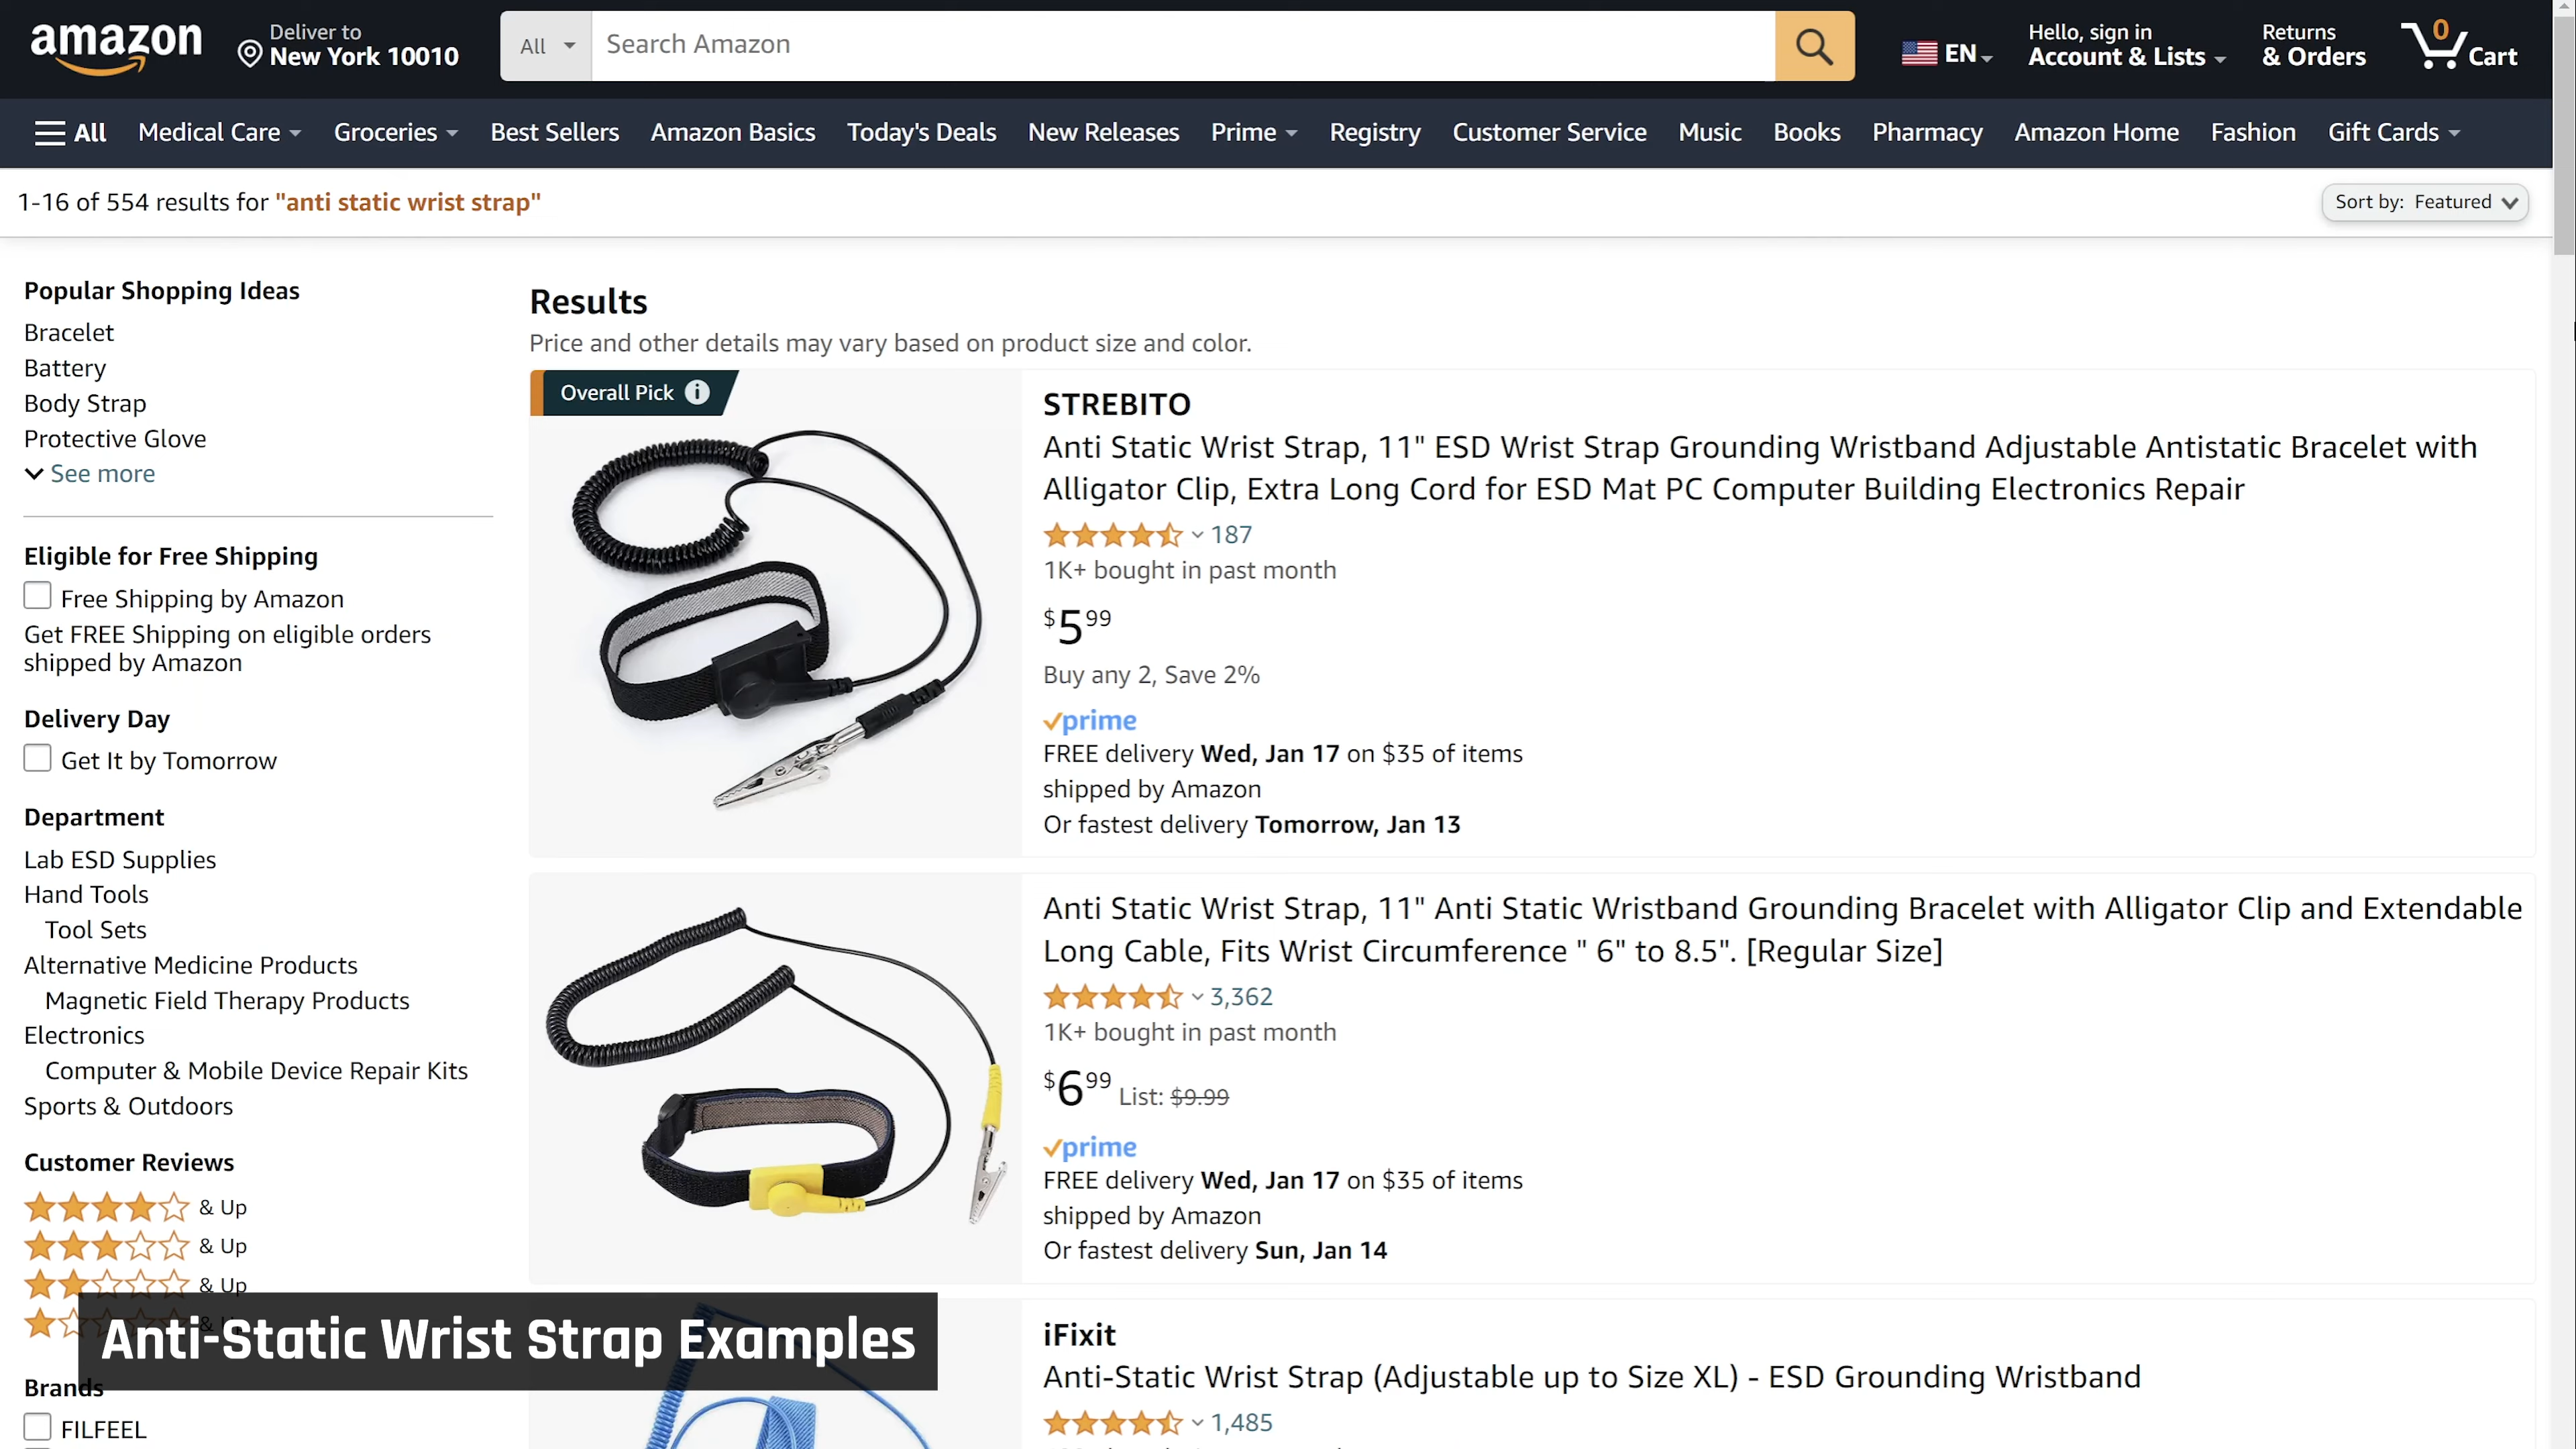 amazon
Deliver to
New York 10010
All
Search Amazon
EN
Hello, sign in
Account & Lists
Returns
& Orders
0
Cart
All
Medical Care
Groceries
Best Sellers
Amazon Basics
Today's Deals
New Releases
Prime
Registry
Customer Service
Music
Books
Pharmacy
Amazon Home
Fashion
Gift Cards
1-16 of 554 results for "anti static wrist strap"
Sort by: Featured
Popular Shopping Ideas
Bracelet
Battery
Body Strap
Protective Glove
See more
Eligible for Free Shipping
Free Shipping by Amazon
Get FREE Shipping on eligible orders
shipped by Amazon
Delivery Day
Get It by Tomorrow
Department
Lab ESD Supplies
Hand Tools
Tool Sets
Alternative Medicine Products
Magnetic Field Therapy Products
Electronics
Computer & Mobile Device Repair Kits
Sports & Outdoors
Customer Reviews
& Up
& Up
& Up
Brands
FILFEEL
Results
Price and other details may vary based on product size and color.
Overall Pick
STREBITO
Anti Static Wrist Strap, 11" ESD Wrist Strap Grounding Wristband Adjustable Antistatic Bracelet with
Alligator Clip, Extra Long Cord for ESD Mat PC Computer Building Electronics Repair
187
1K+ bought in past month
$5 99
Buy any 2, Save 2%
prime
FREE delivery Wed, Jan 17 on $35 of items
shipped by Amazon
Or fastest delivery Tomorrow, Jan 13
Anti Static Wrist Strap, 11" Anti Static Wristband Grounding Bracelet with Alligator Clip and Extendable
Long Cable, Fits Wrist Circumference " 6" to 8.5". [Regular Size]
3,362
1K+ bought in past month
$6 99 List: $9.99
prime
FREE delivery Wed, Jan 17 on $35 of items
shipped by Amazon
Or fastest delivery Sun, Jan 14
iFixit
Anti-Static Wrist Strap (Adjustable up to Size XL) - ESD Grounding Wristband
1,485
Anti-Static Wrist Strap Examples